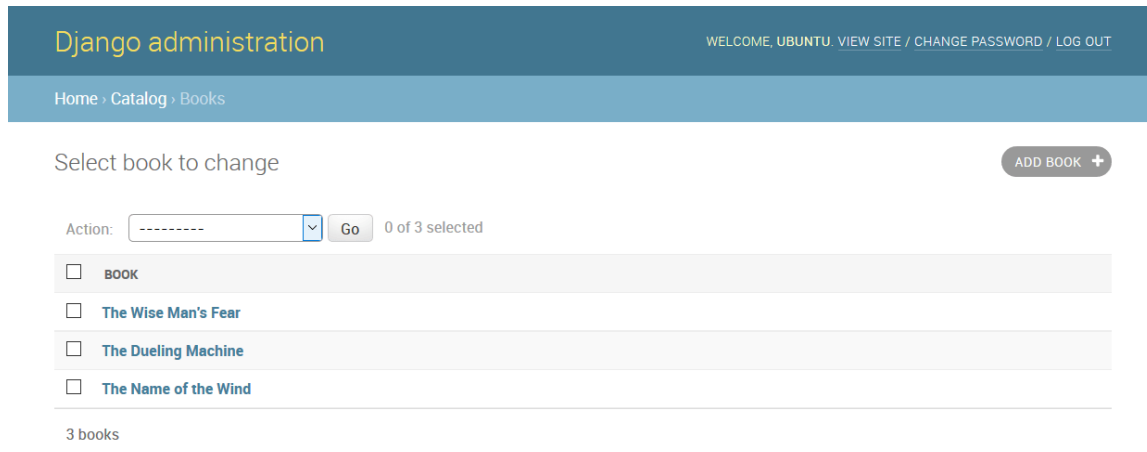 Django administration
WELCOME, UBUNTU. VIEW SITE / CHANGE PASSWORD / LOG OUT
Home › Catalog › Books
Select book to change
ADD BOOK +
Action: --------- Go 0 of 3 selected
BOOK
The Wise Man's Fear
The Dueling Machine
The Name of the Wind
3 books